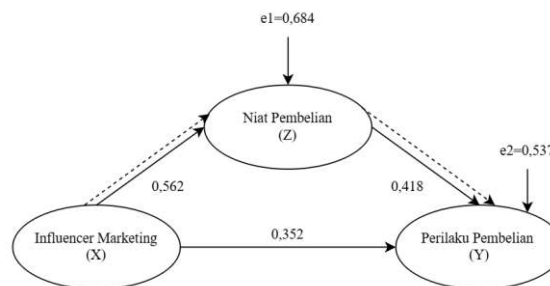 e1=0,684
Niat Pembelian
(Z)
e2=0,537
0,562
0,418
Influencer Marketing
(X)
0,352
Perilaku Pembelian
(Y)